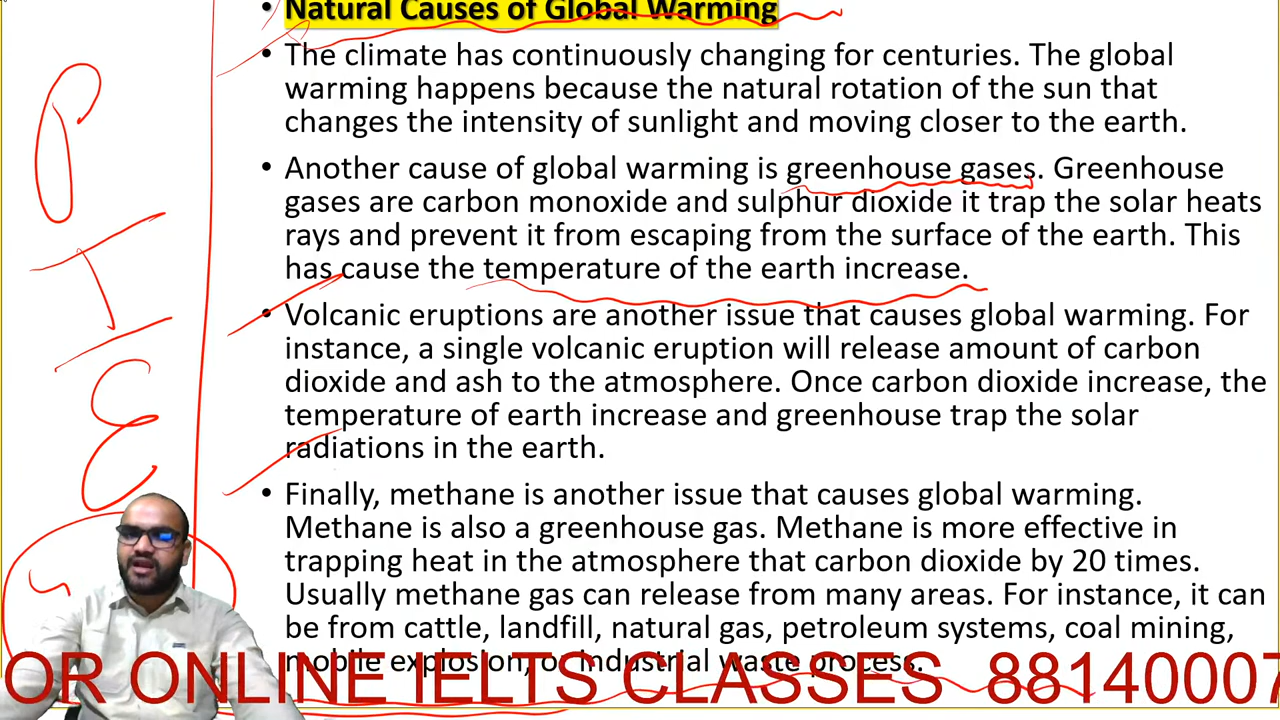 Natural Causes of Global Warming
The climate has continuously changing for centuries. The global
warming happens because the natural rotation of the sun that
changes the intensity of sunlight and moving closer to the earth.
Another cause of global warming is greenhouse gases. Greenhouse
gases are carbon monoxide and sulphur dioxide it trap the solar heats
rays and prevent it from escaping from the surface of the earth. This
has cause the temperature of the earth increase.
Volcanic eruptions are another issue that causes global warming. For
instance, a single volcanic eruption will release amount of carbon
dioxide and ash to the atmosphere. Once carbon dioxide increase, the
temperature of earth increase and greenhouse trap the solar
radiations in the earth.
Finally, methane is another issue that causes global warming.
Methane is also a greenhouse gas. Methane is more effective in
trapping heat in the atmosphere that carbon dioxide by 20 times.
Usually methane gas can release from many areas. For instance, it can
be from cattle, landfill, natural gas, petroleum systems, coal mining,
mobile explosion, or industrial waste process.
OR ONLINE IELTS CLASSES 88140007
P
I
E